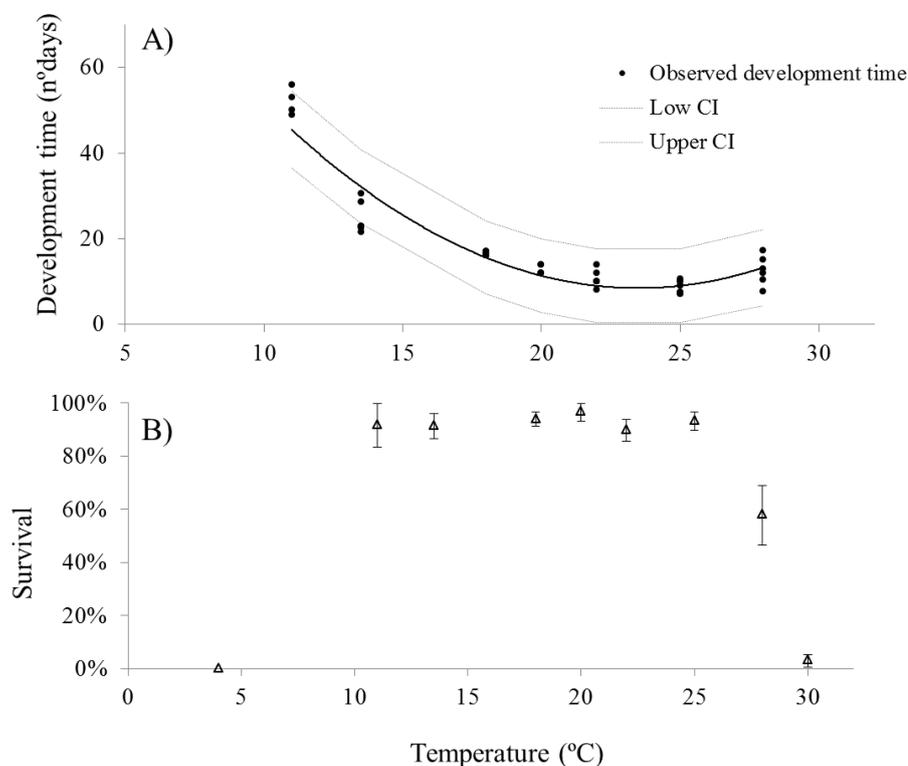 A)
Development time (nºdays)
60
40
20
0
5
10
15
20
25
30
Observed development time
Low CI
Upper CI
B)
Survival
100%
80%
60%
40%
20%
0%
0
5
10
15
20
25
30
Temperature (ºC)